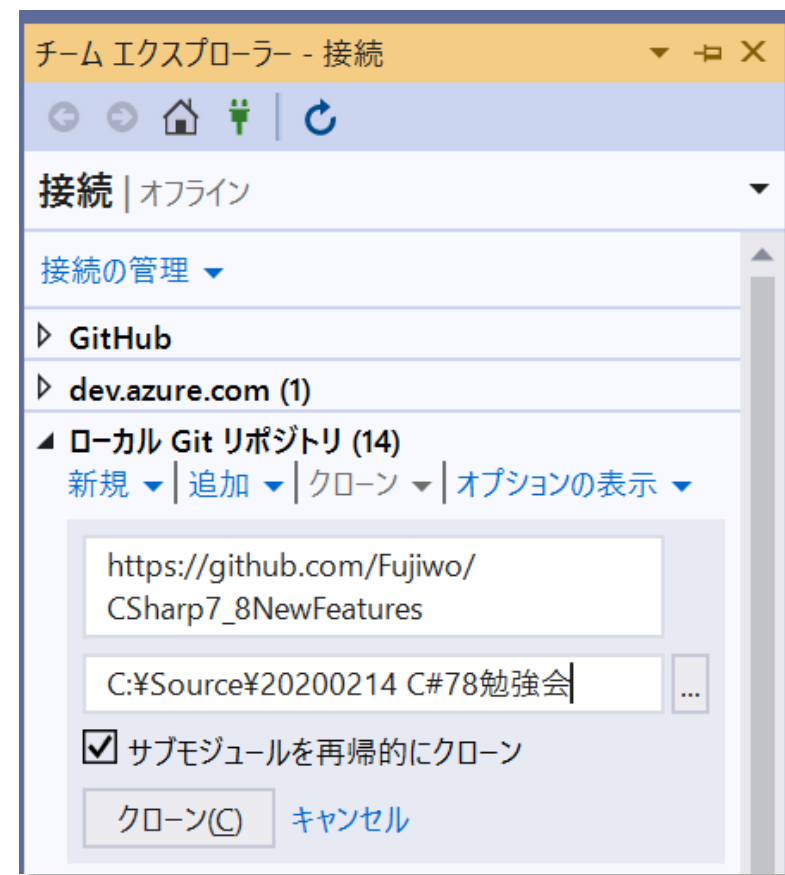 チーム エクスプローラー - 接続
接続 | オフライン
接続の管理
GitHub
dev.azure.com (1)
ローカル Git リポジトリ (14)
新規 追加 クローン オプションの表示
https://github.com/Fujiwo/
CSharp7_8NewFeatures
C:¥Source¥20200214 C#78勉強会
...
サブモジュールを再帰的にクローン
クローン(C) キャンセル